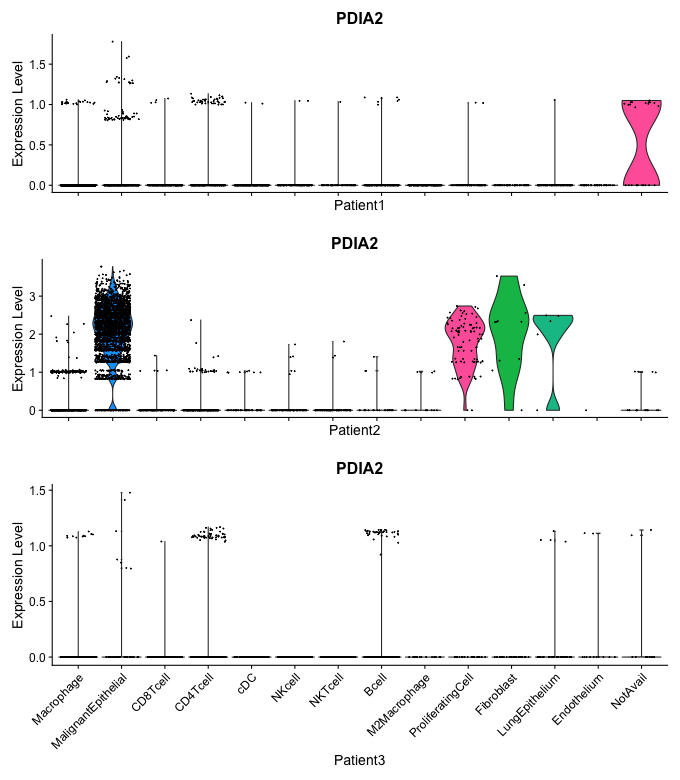 PDIA2
Expression Level
1.5
1.0
0.5
0.0
Patient1
PDIA2
Expression Level
3
2
1
0
Patient2
PDIA2
Expression Level
1.5
1.0
0.5
0.0
Macrophage
MalignantEpithelial
CD8Tcell
CD4Tcell
cDC
NKcell
NKTcell
Bcell
M2Macrophage
ProliferatingCell
Fibroblast
LungEpithelium
Endothelium
NotAvail
Patient3